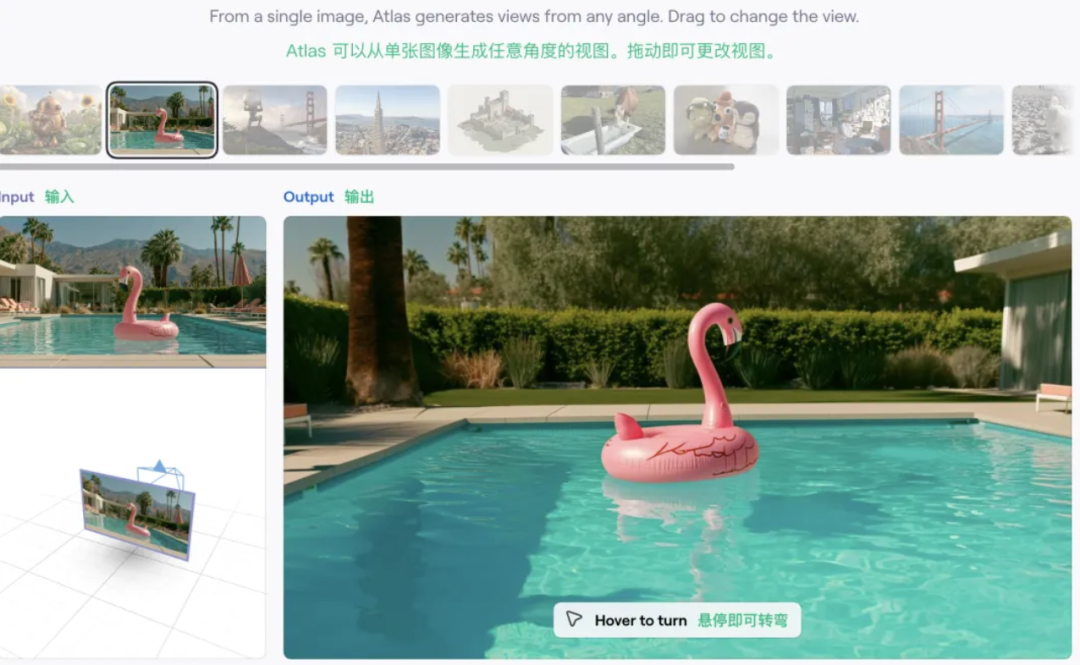 From a single image, Atlas generates views from any angle. Drag to change the view.
Atlas 可以从单张图像生成任意角度的视图。拖动即可更改视图。
Input 输入
Output 输出
Hover to turn 悬停即可转弯